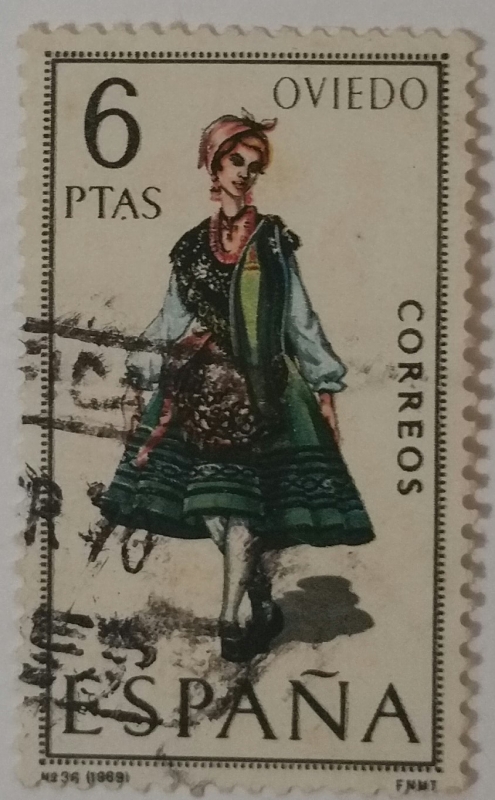 6
PTAS
OVIEDO
CORREOS
ESPAÑA
Nº 36 (1969)
FNMT